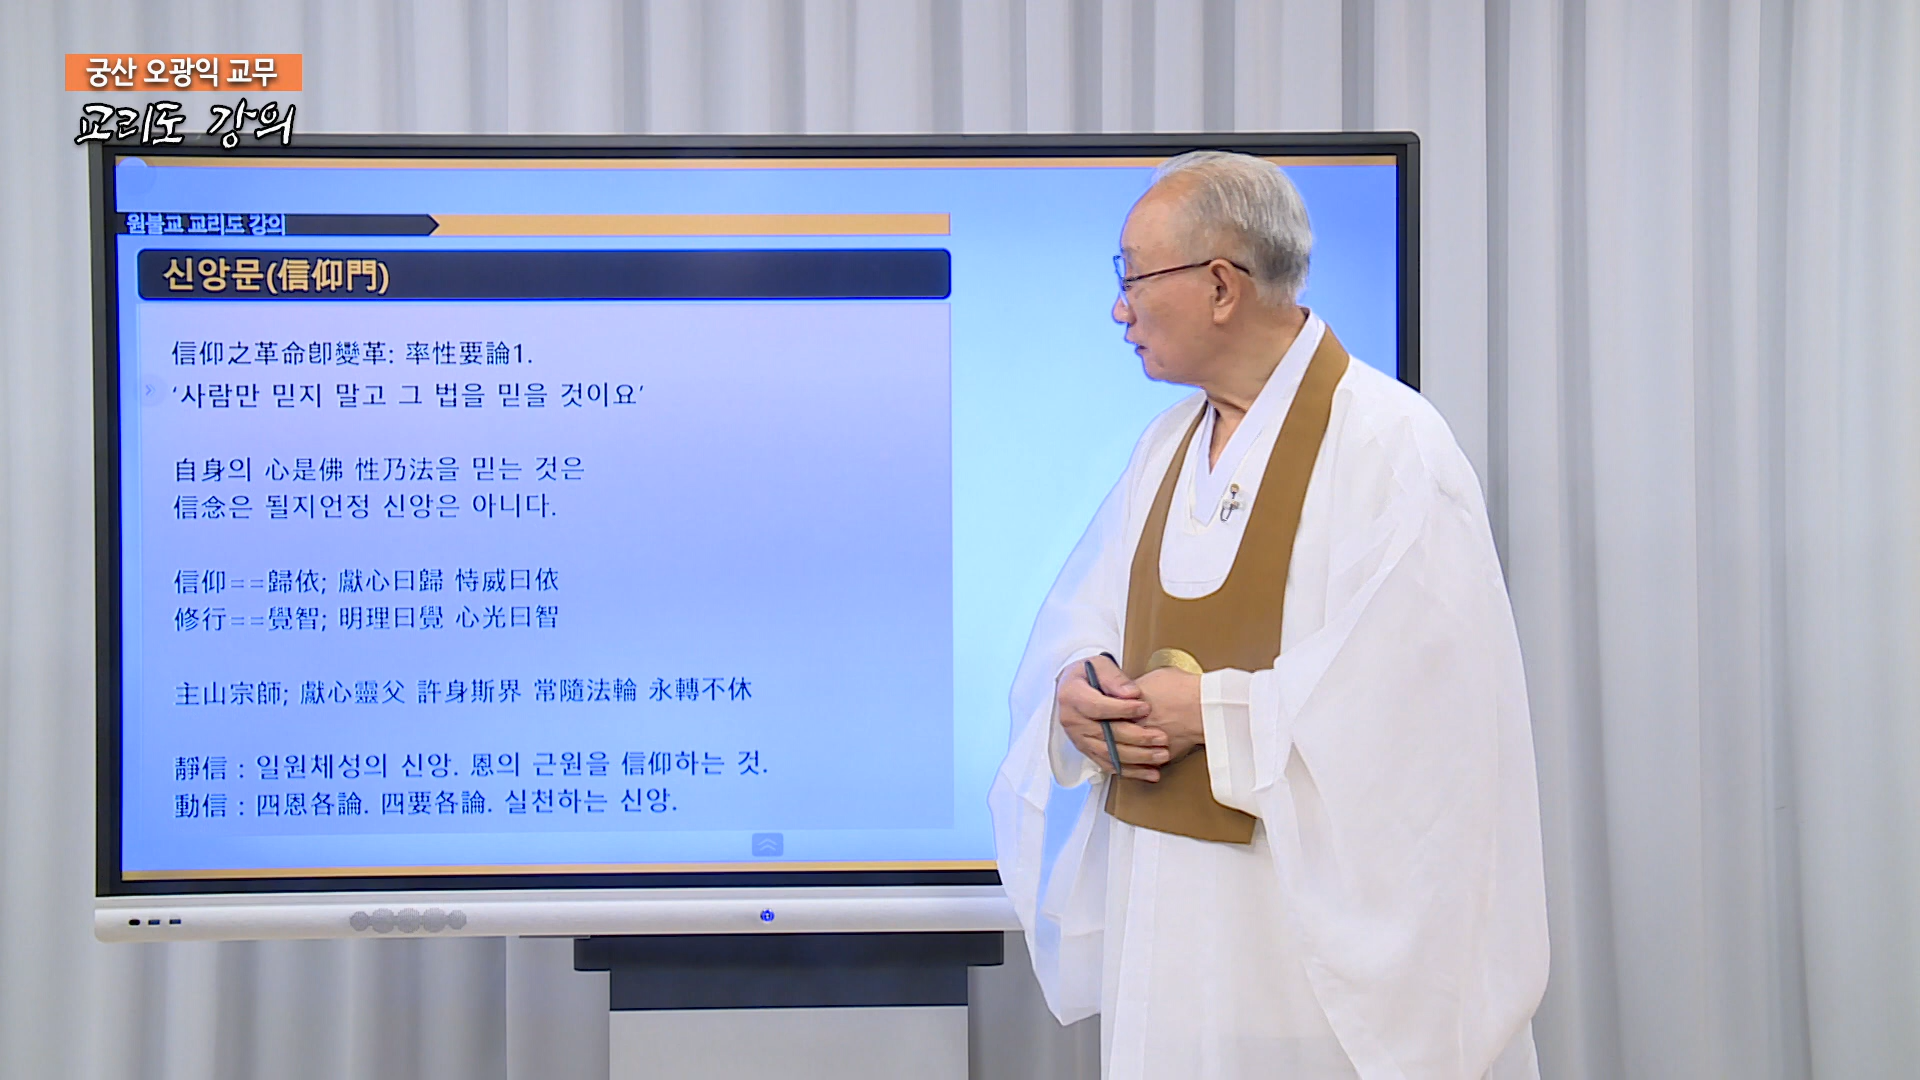 궁산 오광익 교무
교리도 강의
원불교 교리도 강의
신앙문(信仰門)
信仰之革命卽變革: 率性要論1.
‘사람만 믿지 말고 그 법을 믿을 것이요’
自身의 心是佛 性乃法을 믿는 것은
信念은 될지언정 신앙은 아니다.
信仰==歸依; 獻心曰歸 恃威曰依
修行==覺智; 明理曰覺 心光曰智
主山宗師; 獻心靈父 許身斯界 常隨法輪 永轉不休
靜信 : 일원체성의 신앙. 恩의 근원을 信仰하는 것.
動信 : 四恩各論. 四要各論. 실천하는 신앙.